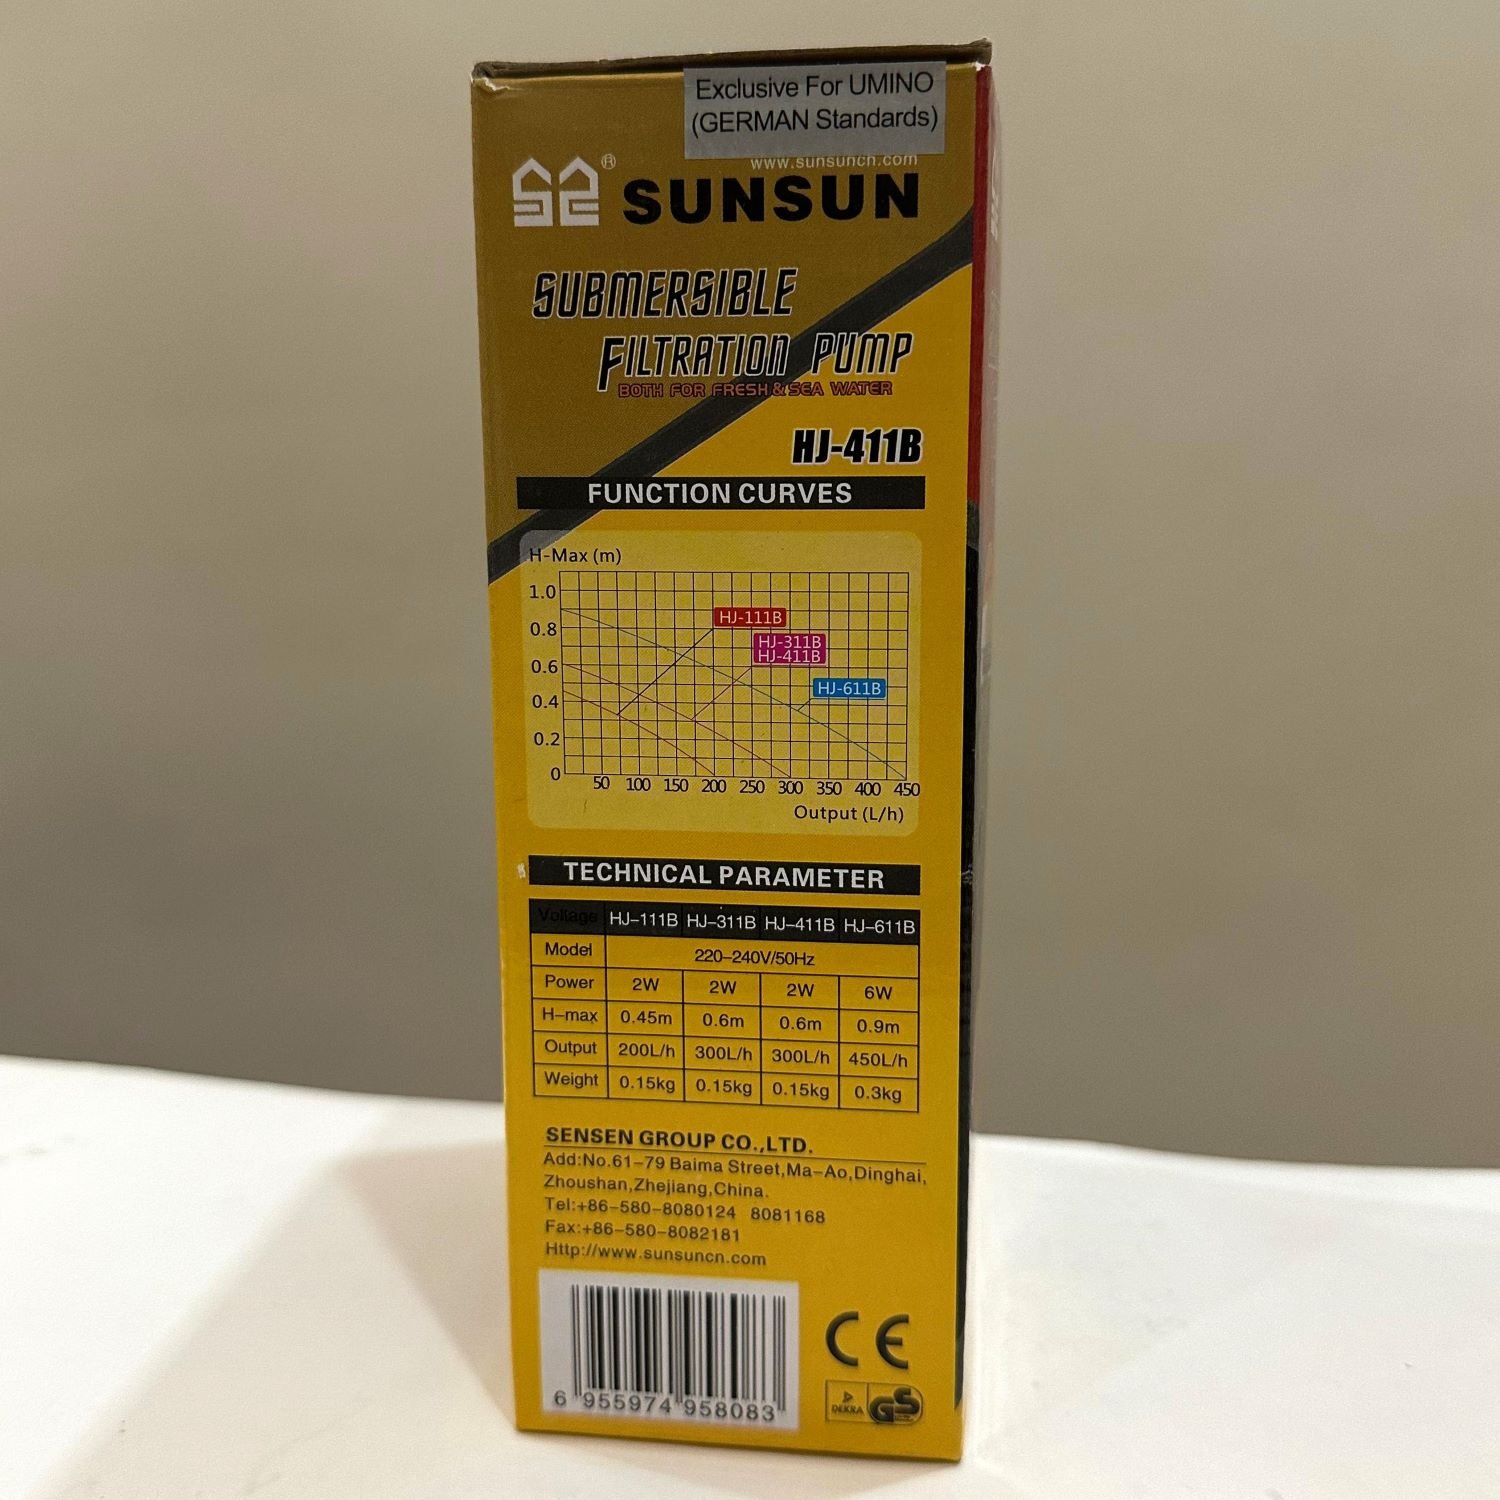 Exclusive For UMINO
(GERMAN Standards)
www.sunsuncn.com
®
SUNSUN
SUBMERSIBLE
FILTRATION PUMP
BOTH FOR FRESH & SEA WATER
HJ-411B
FUNCTION CURVES
H-Max (m)
1.0
0.8
0.6
0.4
0.2
0
HJ-111B
HJ-311B
HJ-411B
HJ-611B
50 100 150 200 250 300 350 400 450
Output (L/h)
TECHNICAL PARAMETER
Voltage HJ-111B HJ-311B HJ-411B HJ-611B
Model 220-240V/50Hz
Power 2W 2W 2W 6W
H-max 0.45m 0.6m 0.6m 0.9m
Output 200L/h 300L/h 300L/h 450L/h
Weight 0.15kg 0.15kg 0.15kg 0.3kg
SENSEN GROUP CO.,LTD.
Add:No.61-79 Baima Street,Ma-Ao,Dinghai,
Zhoushan,Zhejiang,China.
Tel:+86-580-8080124 8081168
Fax:+86-580-8082181
Http://www.sunsuncn.com
6 955974 958083
CE
DEKRA
GS